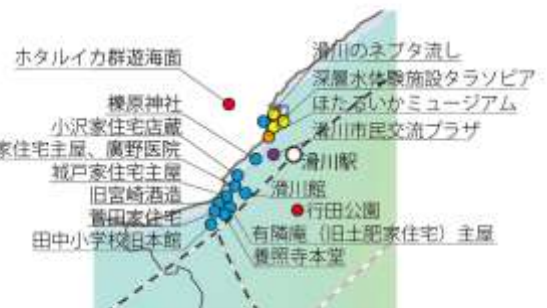 滑川のネブタ流し
ホタルイカ群遊海面
深層水体験施設タラソピア
ほたるいかミュージアム
櫟原神社
滑川市民交流プラザ
小沢家住宅店蔵
家住宅主屋、廣野医院
滑川駅
城戸家住宅主屋
滑川館
旧宮崎酒造
行田公園
菅田家住宅
有隣庵（旧土肥家住宅）主屋
田中小学校旧本館
養照寺本堂